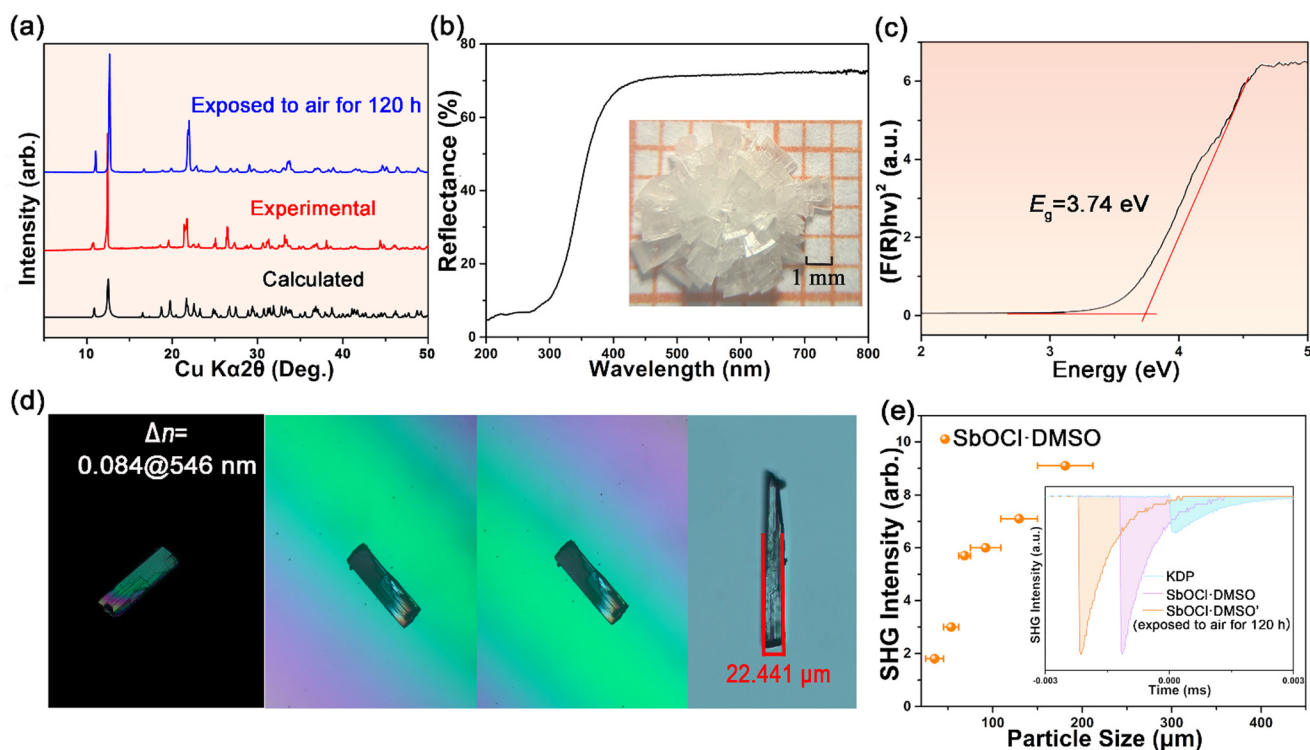 (a)
Intensity (arb.)
Exposed to air for 120 h
Experimental
Calculated
10
20
30
40
50
Cu Kα2θ (Deg.)
(b)
Reflectance (%)
80
60
40
20
0
1 mm
200
300
400
500
600
700
800
Wavelength (nm)
(c)
(F(R)hv)² (a.u.)
6
4
2
0
Eg=3.74 eV
2
3
4
5
Energy (eV)
(d)
Δn=
0.084@546 nm
22.441 μm
(e)
SHG Intensity (arb.)
10
8
6
4
2
0
SbOCl·DMSO
SHG Intensity (a.u.)
KDP
SbOCl·DMSO
SbOCl·DMSO'
(exposed to air for 120 h)
-0.003
0.000
0.003
Time (ms)
100
200
300
400
Particle Size (μm)